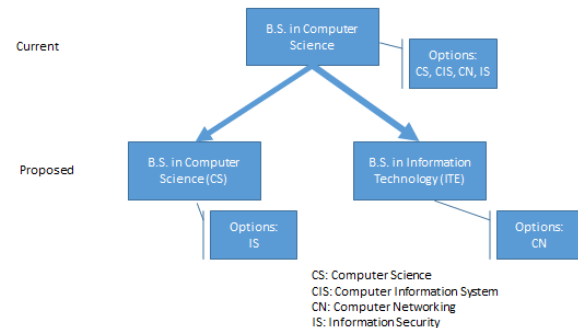 Current
B.S. in Computer
Science
Options:
CS, CIS, CN, IS
Proposed
B.S. in Computer
Science (CS)
B.S. in Information
Technology (ITE)
Options:
IS
Options:
CN
CS: Computer Science
CIS: Computer Information System
CN: Computer Networking
IS: Information Security